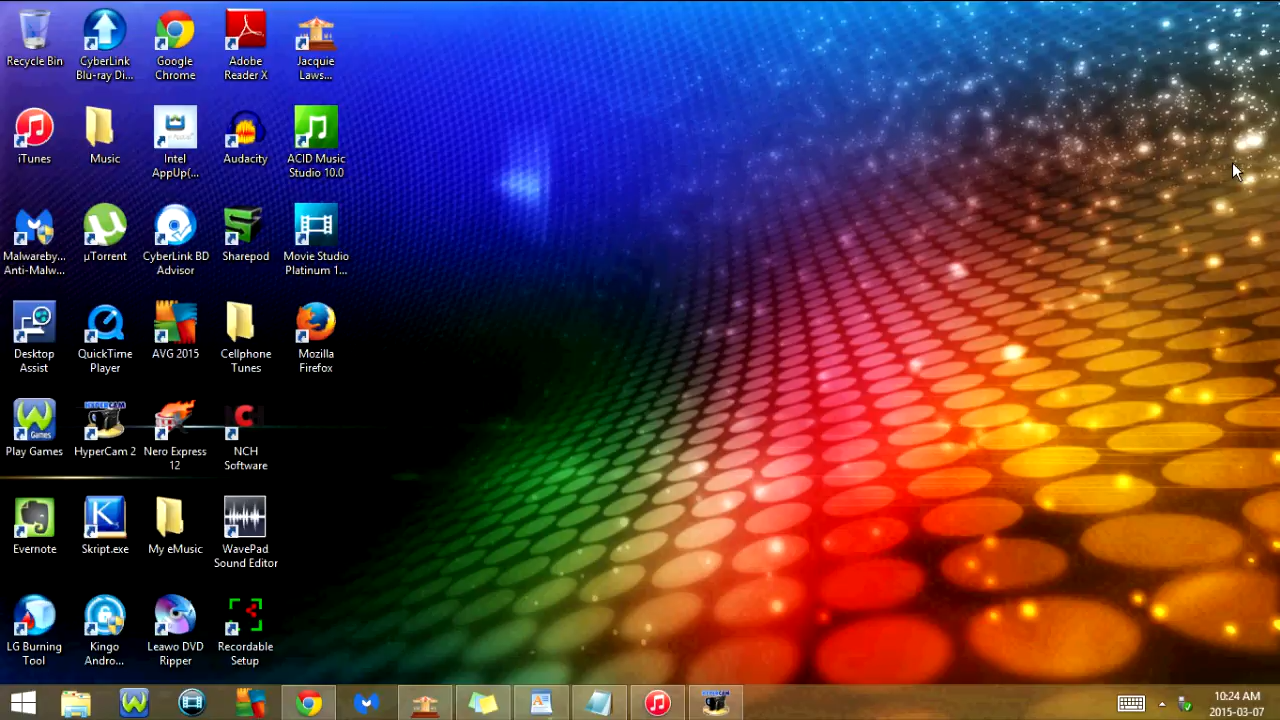 Recycle Bin
CyberLink
Blu-ray Di...
Google
Chrome
Adobe
Reader X
Jacquie
Laws...
iTunes
Music
Intel
AppUp(...
Audacity
ACID Music
Studio 10.0
Malwareby...
Anti-Malw...
µTorrent
CyberLink BD
Advisor
Sharepod
Movie Studio
Platinum 1...
Desktop
Assist
QuickTime
Player
AVG 2015
Cellphone
Tunes
Mozilla
Firefox
Games
Play Games
HYPERCAM
HyperCam 2
Nero Express
12
C
NCH
Software
Evernote
K
Skript.exe
My eMusic
WavePad
Sound Editor
LG Burning
Tool
Kingo
Andro...
Leawo DVD
Ripper
Recordable
Setup
HYPERCAM
10:24 AM
2015-03-07